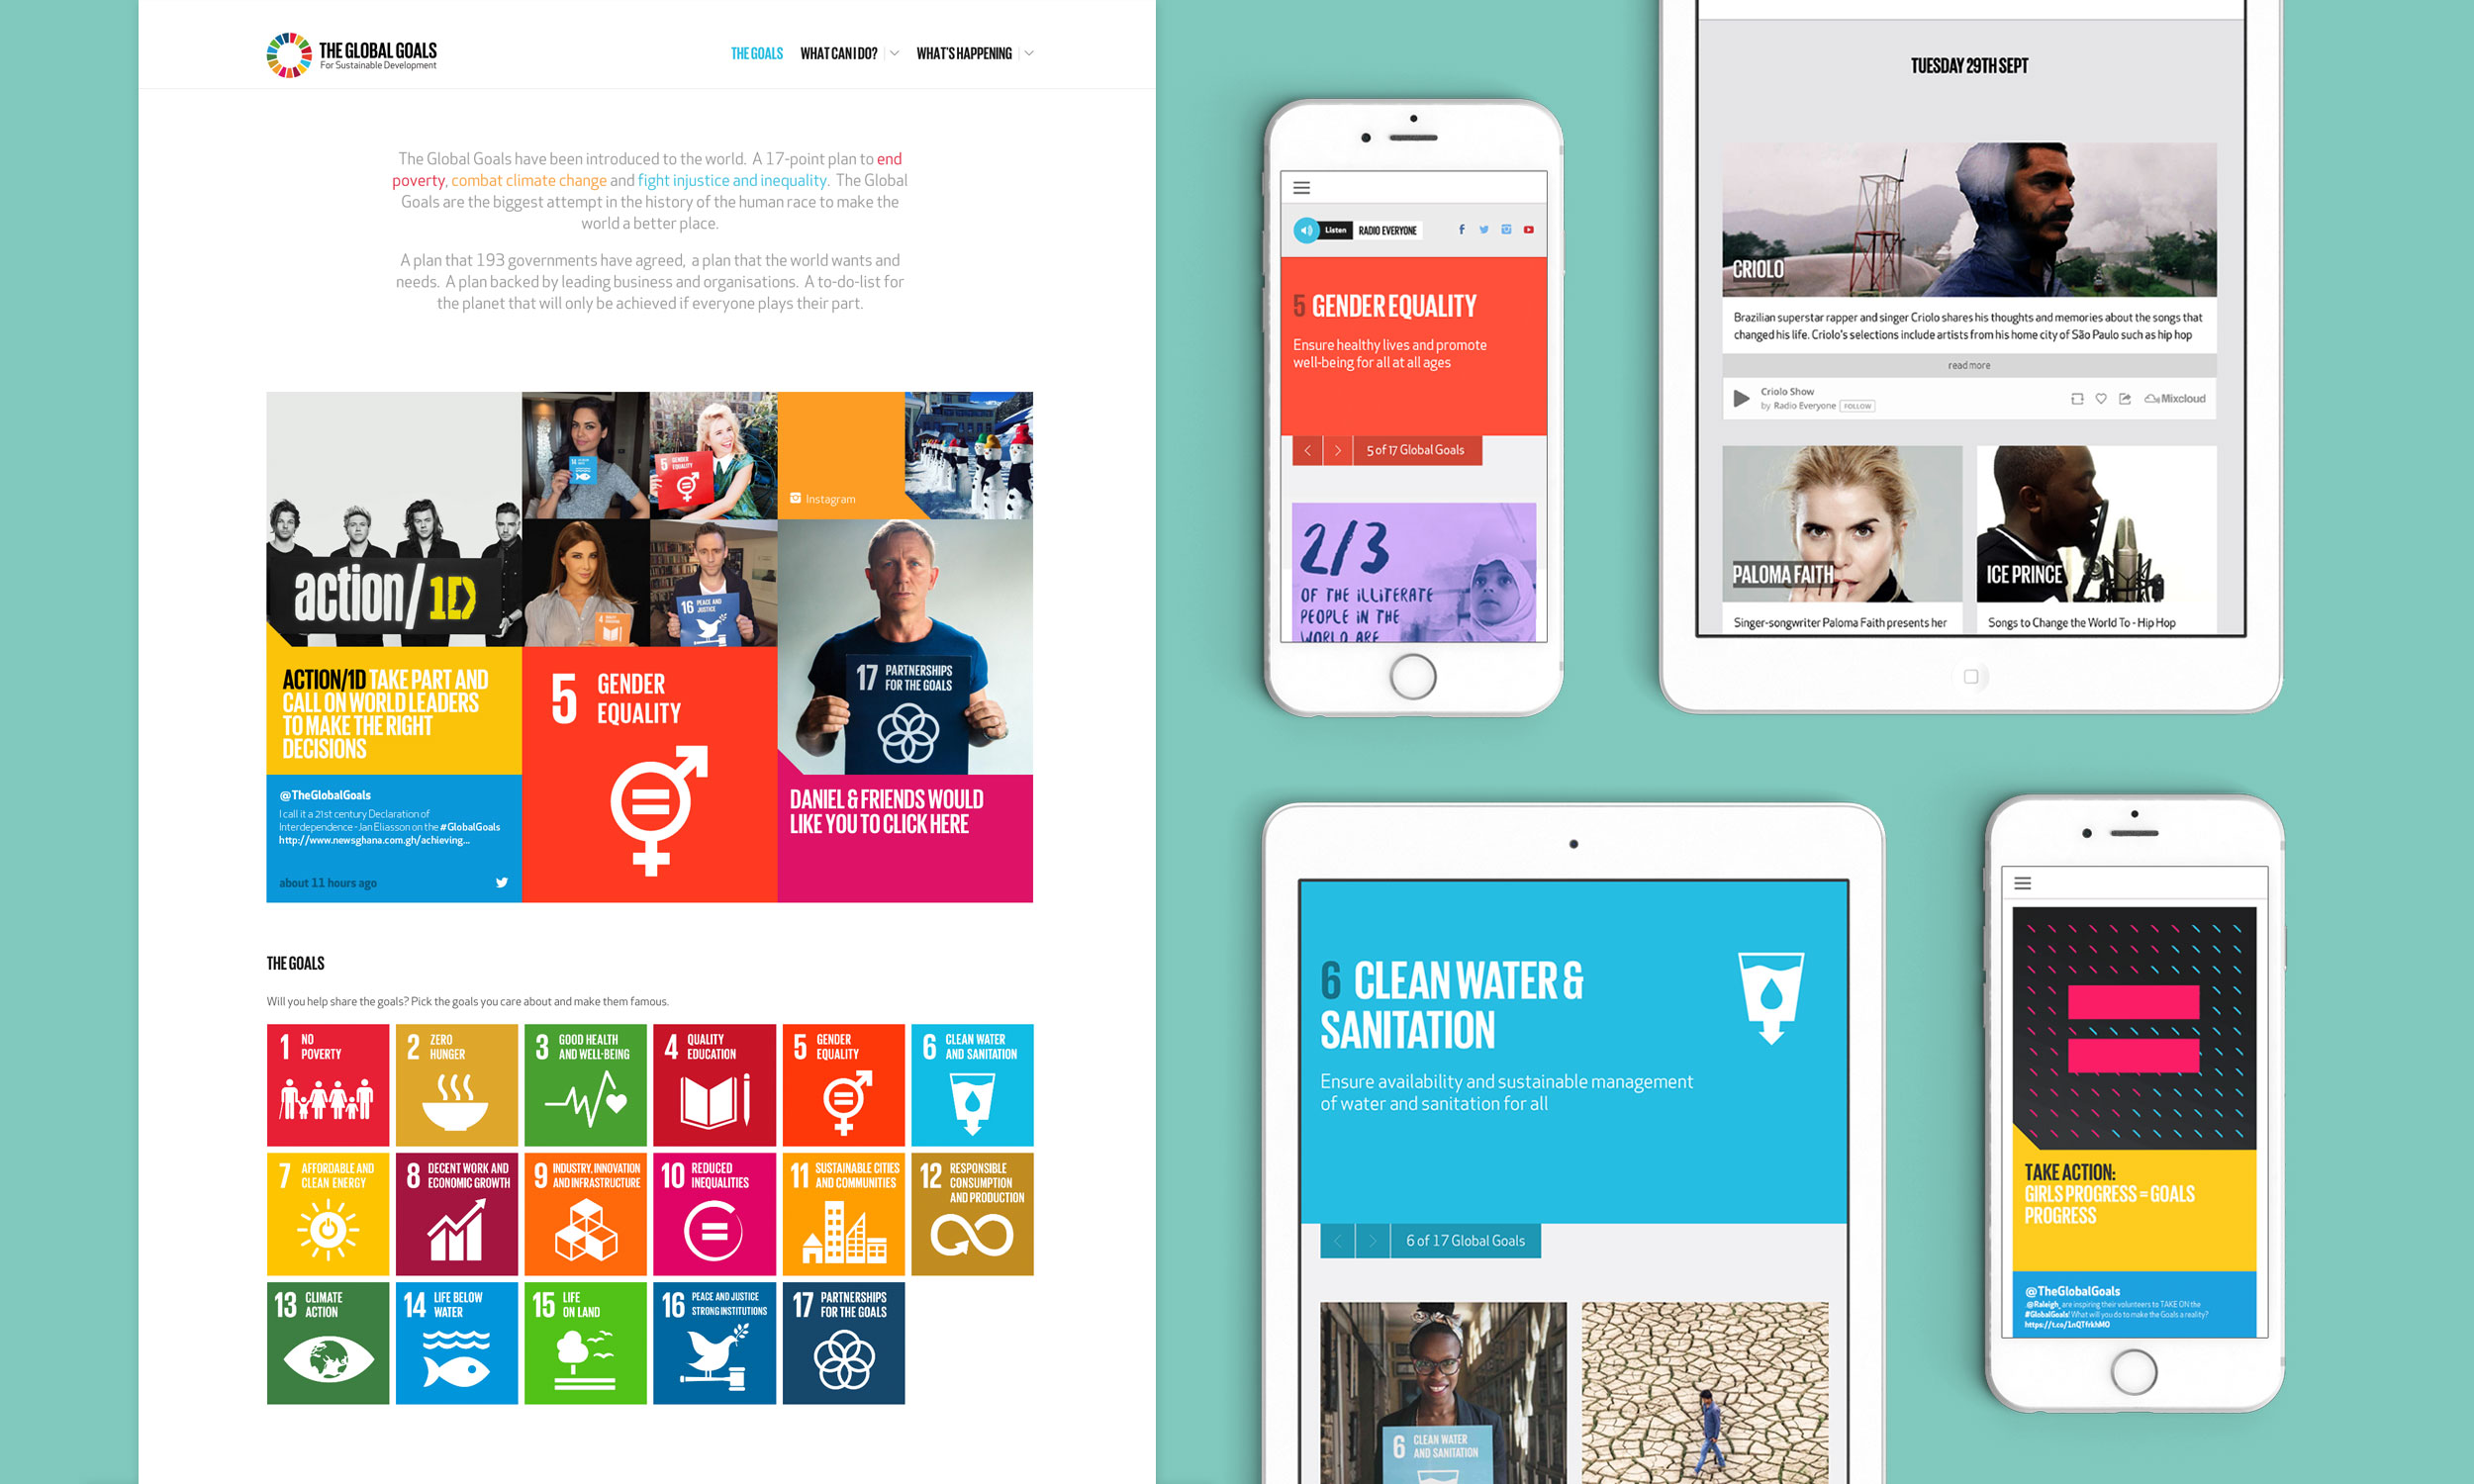 THE GLOBAL GOALS
For Sustainable Development
THE GOALS
WHAT CAN I DO?
WHAT'S HAPPENING
The Global Goals have been introduced to the world. A 17-point plan to end
poverty, combat climate change and fight injustice and inequality. The Global
Goals are the biggest attempt in the history of the human race to make the
world a better place.
A plan that 193 governments have agreed, a plan that the world wants and
needs. A plan backed by leading business and organisations. A to-do-list for
the planet that will only be achieved if everyone plays their part.
action/1D
5 GENDER
EQUALITY
Instagram
16 PEACE AND
JUSTICE
17 PARTNERSHIPS
FOR THE GOALS
ACTION/1D TAKE PART AND
CALL ON WORLD LEADERS
TO MAKE THE RIGHT
DECISIONS
5 GENDER
EQUALITY
@TheGlobalGoals
I call it a 21st century Declaration of
Interdependence - Jan Eliasson on the #GlobalGoals
http://www.newsghana.com.gh/achieving...
about 11 hours ago
DANIEL & FRIENDS WOULD
LIKE YOU TO CLICK HERE
THE GOALS
Will you help share the goals? Pick the goals you care about and make them famous.
1 NO
POVERTY
2 ZERO
HUNGER
3 GOOD HEALTH
AND WELL-BEING
4 QUALITY
EDUCATION
5 GENDER
EQUALITY
6 CLEAN WATER
AND SANITATION
7 AFFORDABLE AND
CLEAN ENERGY
8 DECENT WORK AND
ECONOMIC GROWTH
9 INDUSTRY, INNOVATION
AND INFRASTRUCTURE
10 REDUCED
INEQUALITIES
11 SUSTAINABLE CITIES
AND COMMUNITIES
12 RESPONSIBLE
CONSUMPTION
AND PRODUCTION
13 CLIMATE
ACTION
14 LIFE BELOW
WATER
15 LIFE
ON LAND
16 PEACE AND JUSTICE
STRONG INSTITUTIONS
17 PARTNERSHIPS
FOR THE GOALS
Listen RADIO EVERYONE
5 GENDER EQUALITY
Ensure healthy lives and promote
well-being for all at all ages
5 of 17 Global Goals
2/3
OF THE ILLITERATE
PEOPLE IN THE
WORLD ARE
TUESDAY 29TH SEPT
CRIOLO
Brazilian superstar rapper and singer Criolo shares his thoughts and memories about the songs that
changed his life. Criolo's selections include artists from his home city of São Paulo such as hip hop
read more
Criolo Show
by Radio Everyone FOLLOW
Mixcloud
PALOMA FAITH
Singer-songwriter Paloma Faith presents her
ICE PRINCE
Songs to Change the World To - Hip Hop
6 CLEAN WATER &
SANITATION
Ensure availability and sustainable management
of water and sanitation for all
6 of 17 Global Goals
6 CLEAN WATER
AND SANITATION
TAKE ACTION:
GIRLS PROGRESS = GOALS
PROGRESS
@TheGlobalGoals
.@Raleigh_ are inspiring their volunteers to TAKE ON the
#GlobalGoals! What will you do to make the Goals a reality?
https://t.co/1nQTfrkhMO